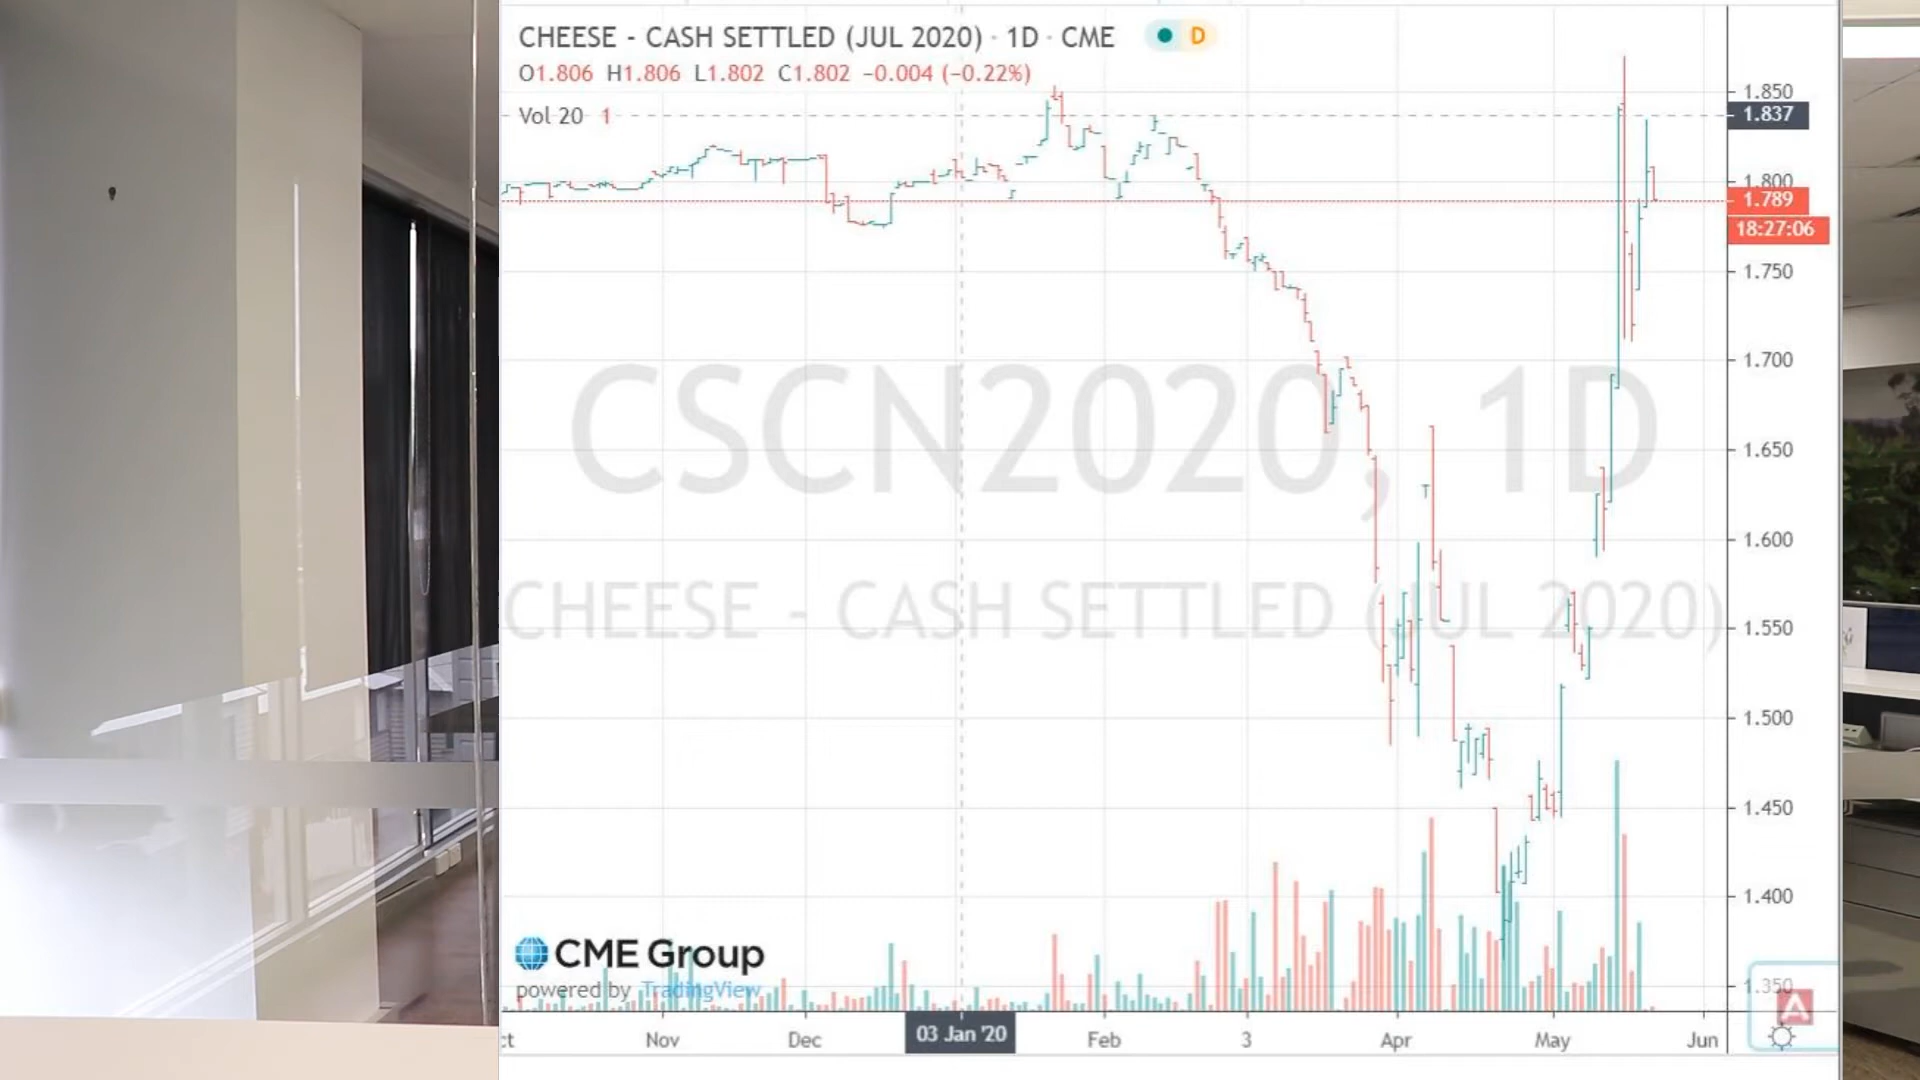 CHEESE - CASH SETTLED (JUL 2020) · 1D · CME D
O1.806 H1.806 L1.802 C1.802 −0.004 (−0.22%)
Vol 20 1
1.850
1.837
1.800
1.789
18:27:06
1.750
1.700
1.650
1.600
1.550
1.500
1.450
1.400
1.350
CSCN2020, 1D
CHEESE - CASH SETTLED (JUL 2020)
CME Group
powered by TradingView
A
ct Nov Dec 03 Jan '20 Feb 3 Apr May Jun